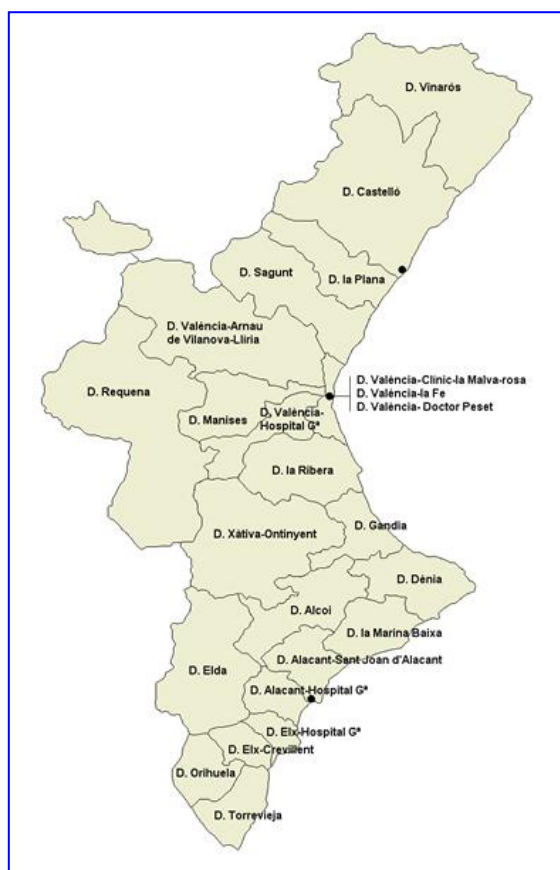 D. Vinarós
D. Castelló
D. Sagunt
D. la Plana
D. València-Arnau
de Vilanova-Llíria
D. València-Clínic-la Malva-rosa
D. València-la Fe
D. València- Doctor Peset
D. Requena
D. Manises
D. València-
Hospital Gª
D. la Ribera
D. Xàtiva-Ontinyent
D. Gandia
D. Dènia
D. Alcoi
D. la Marina Baixa
D. Alacant-Sant Joan d'Alacant
D. Elda
D. Alacant-Hospital Gª
D. Elx-Hospital Gª
D. Elx-Crevillent
D. Orihuela
D. Torrevieja